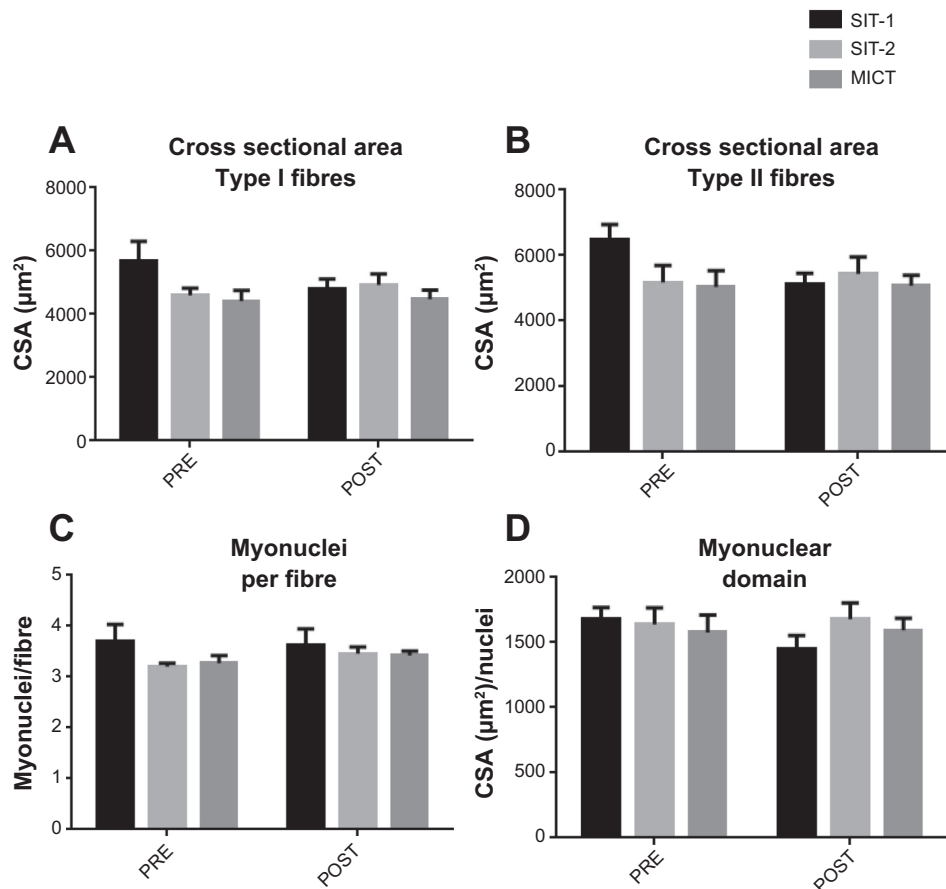 SIT-1
SIT-2
MICT
A
Cross sectional area
Type I fibres
CSA (µm²)
8000
6000
4000
2000
0
PRE
POST
B
Cross sectional area
Type II fibres
CSA (µm²)
8000
6000
4000
2000
0
PRE
POST
C
Myonuclei
per fibre
Myonuclei/fibre
5
4
3
2
1
0
PRE
POST
D
Myonuclear
domain
CSA (µm²)/nuclei
2000
1500
1000
500
0
PRE
POST